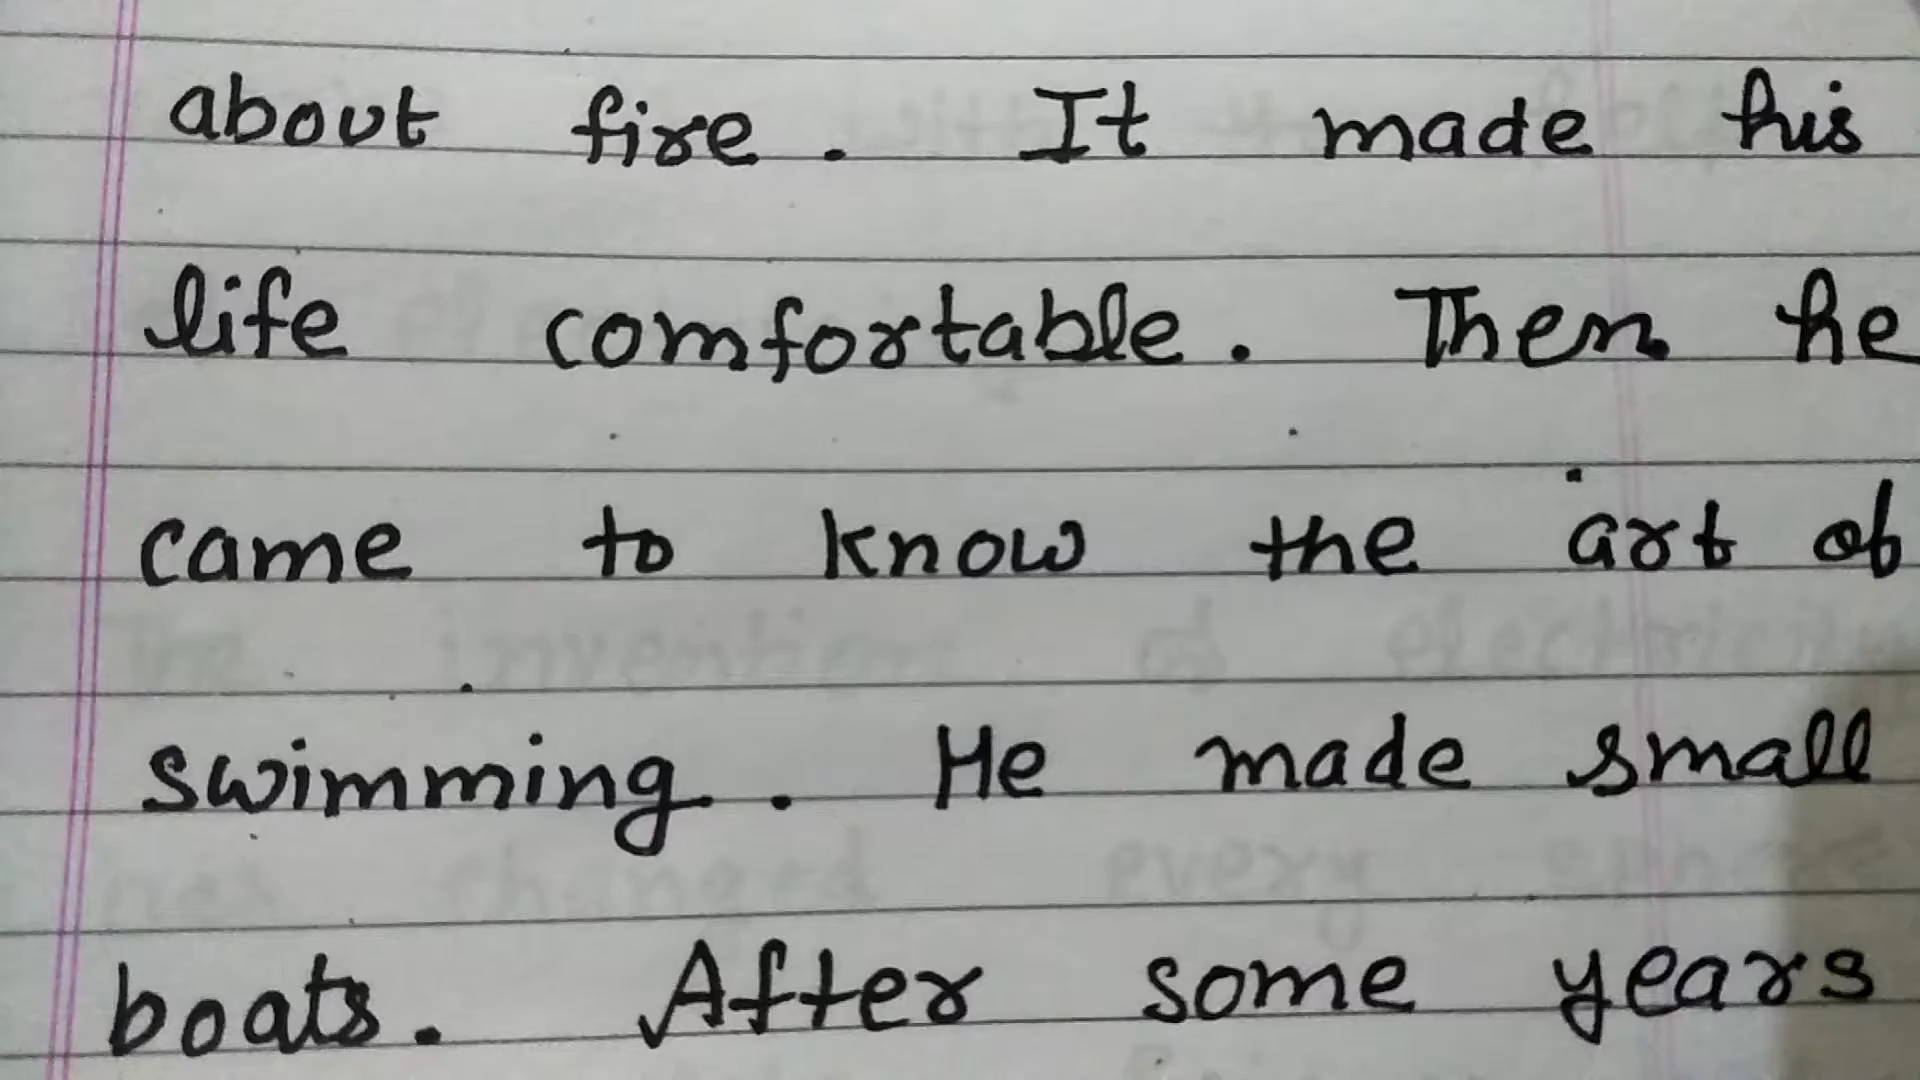 about fire. It made his
life comfortable. Then he
came to know the art of
swimming. He made small
boats. After some years